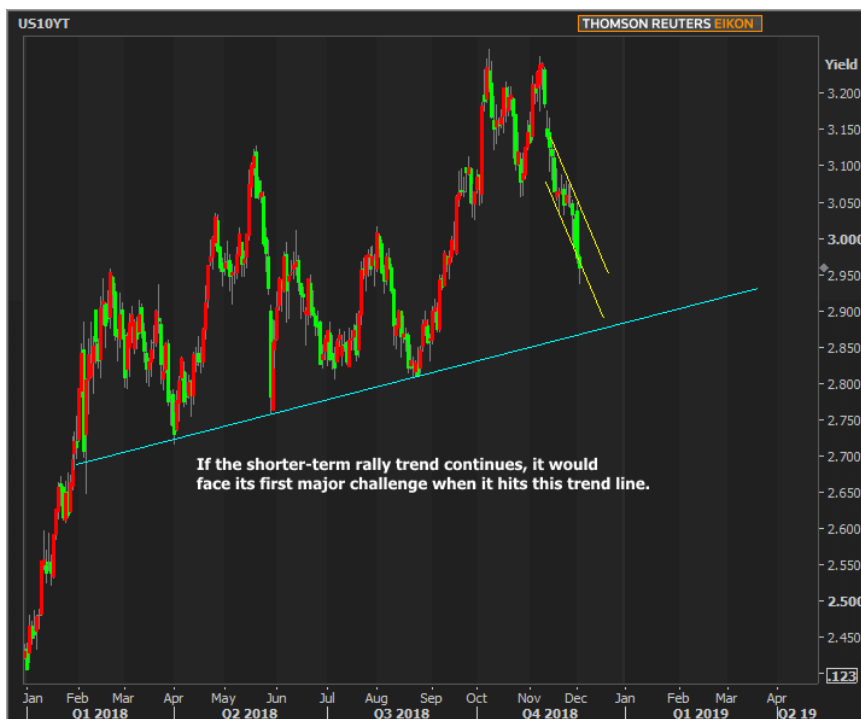 US10YT
THOMSON REUTERS EIKON
Yield
3.200
3.150
3.100
3.050
3.000
2.950
2.900
2.850
2.800
2.750
2.700
2.650
2.600
2.550
2.500
2.450
.123
If the shorter-term rally trend continues, it would
face its first major challenge when it hits this trend line.
Jan Feb Mar Apr May Jun Jul Aug Sep Oct Nov Dec Jan Feb Mar Apr
Q1 2018 Q2 2018 Q3 2018 Q4 2018 Q1 2019 Q2 19